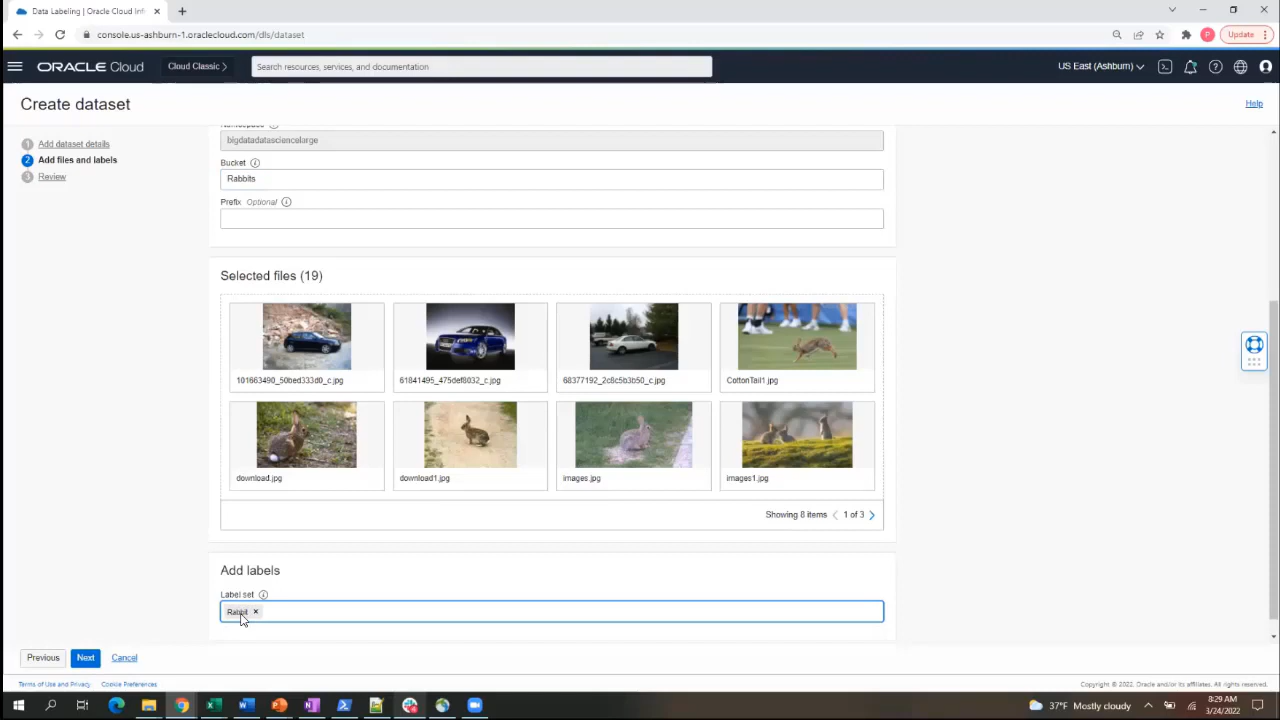 Data Labeling | Oracle Cloud Inf
console.us-ashburn-1.oraclecloud.com/dls/dataset
Update
ORACLE Cloud
Cloud Classic
Search resources, services, and documentation
US East (Ashburn)
Create dataset
Help
1 Add dataset details
2 Add files and labels
3 Review
Namespace
bigdatadatasciencelarge
Bucket
Rabbits
Prefix Optional
Selected files (19)
101663490_50bed333d0_c.jpg
61841495_475def8032_c.jpg
68377192_2c8c5b3b50_c.jpg
CottonTail1.jpg
download.jpg
download1.jpg
images.jpg
images1.jpg
Showing 8 items 1 of 3
Add labels
Label set
Rabbit ×
Previous
Next
Cancel
Terms of Use and Privacy
Cookie Preferences
Copyright © 2022, Oracle and/or its affiliates. All rights reserved.
37°F Mostly cloudy
8:29 AM
3/24/2022